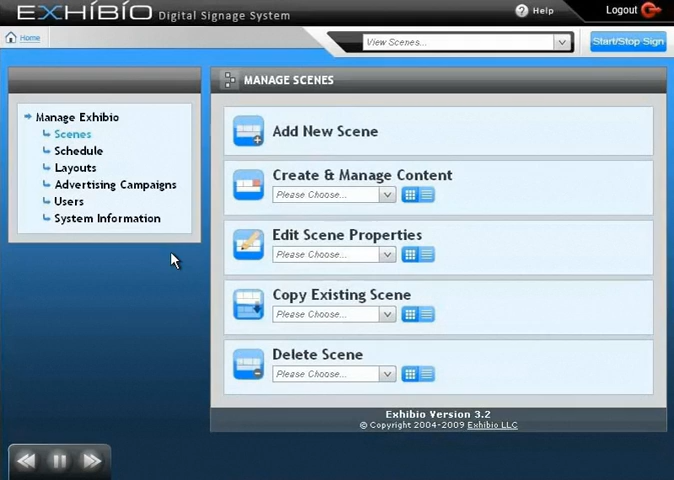 EXHIBIO Digital Signage System
Help
Logout
Home
View Scenes...
Start/Stop Sign
Manage Exhibio
Scenes
Schedule
Layouts
Advertising Campaigns
Users
System Information
MANAGE SCENES
Add New Scene
Create & Manage Content
Please Choose...
Edit Scene Properties
Please Choose...
Copy Existing Scene
Please Choose...
Delete Scene
Please Choose...
Exhibio Version 3.2
© Copyright 2004-2009 Exhibio LLC